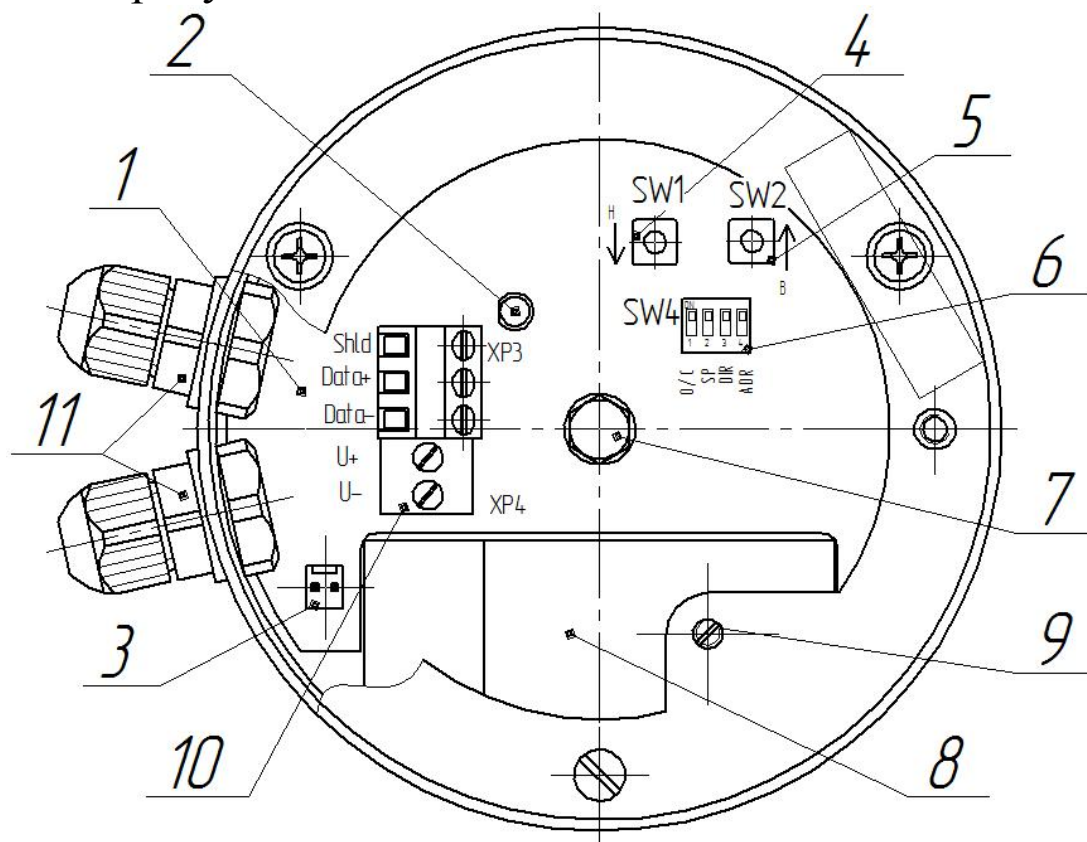 2
4
5
1
SW1
SW2
H
B
6
SW4
ON
1 2 3 4
O/C
SP
DIR
ADR
Shld
XP3
Data+
Data-
11
U+
U-
XP4
7
3
9
10
8